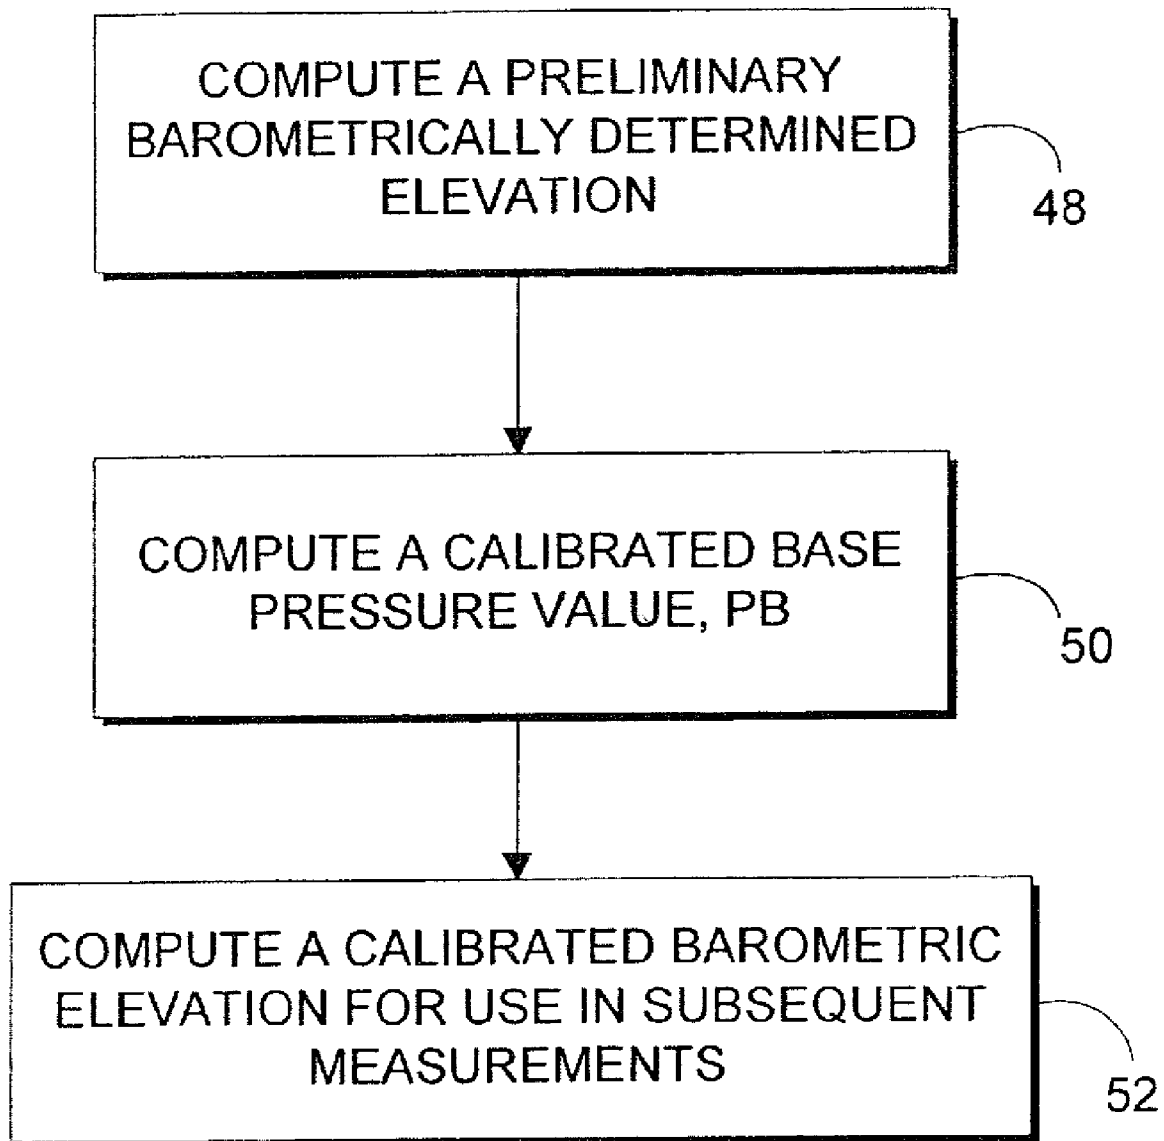 COMPUTE A PRELIMINARY
BAROMETRICALLY DETERMINED
ELEVATION
48
COMPUTE A CALIBRATED BASE
PRESSURE VALUE, PB
50
COMPUTE A CALIBRATED BAROMETRIC
ELEVATION FOR USE IN SUBSEQUENT
MEASUREMENTS
52